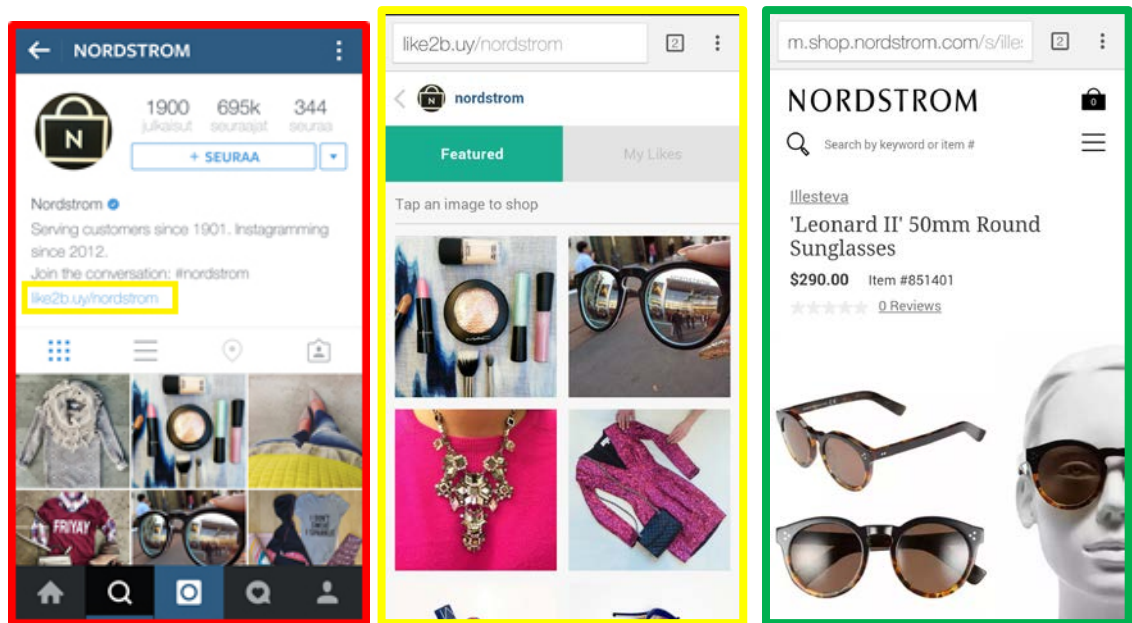 NORDSTROM
1900 695k 344
julkaisut seuraajat seuraa
+ SEURAA
N
Nordstrom
Serving customers since 1901. Instagramming
since 2012.
Join the conversation: #nordstrom
like2b.uy/nordstrom
FRIYAY
like2b.uy/nordstrom 2
N nordstrom
Featured My Likes
Tap an image to shop
MAC
m.shop.nordstrom.com/s/illes 2
NORDSTROM 0
Search by keyword or item #
Illesteva
'Leonard II' 50mm Round
Sunglasses
$290.00 Item #851401
0 Reviews